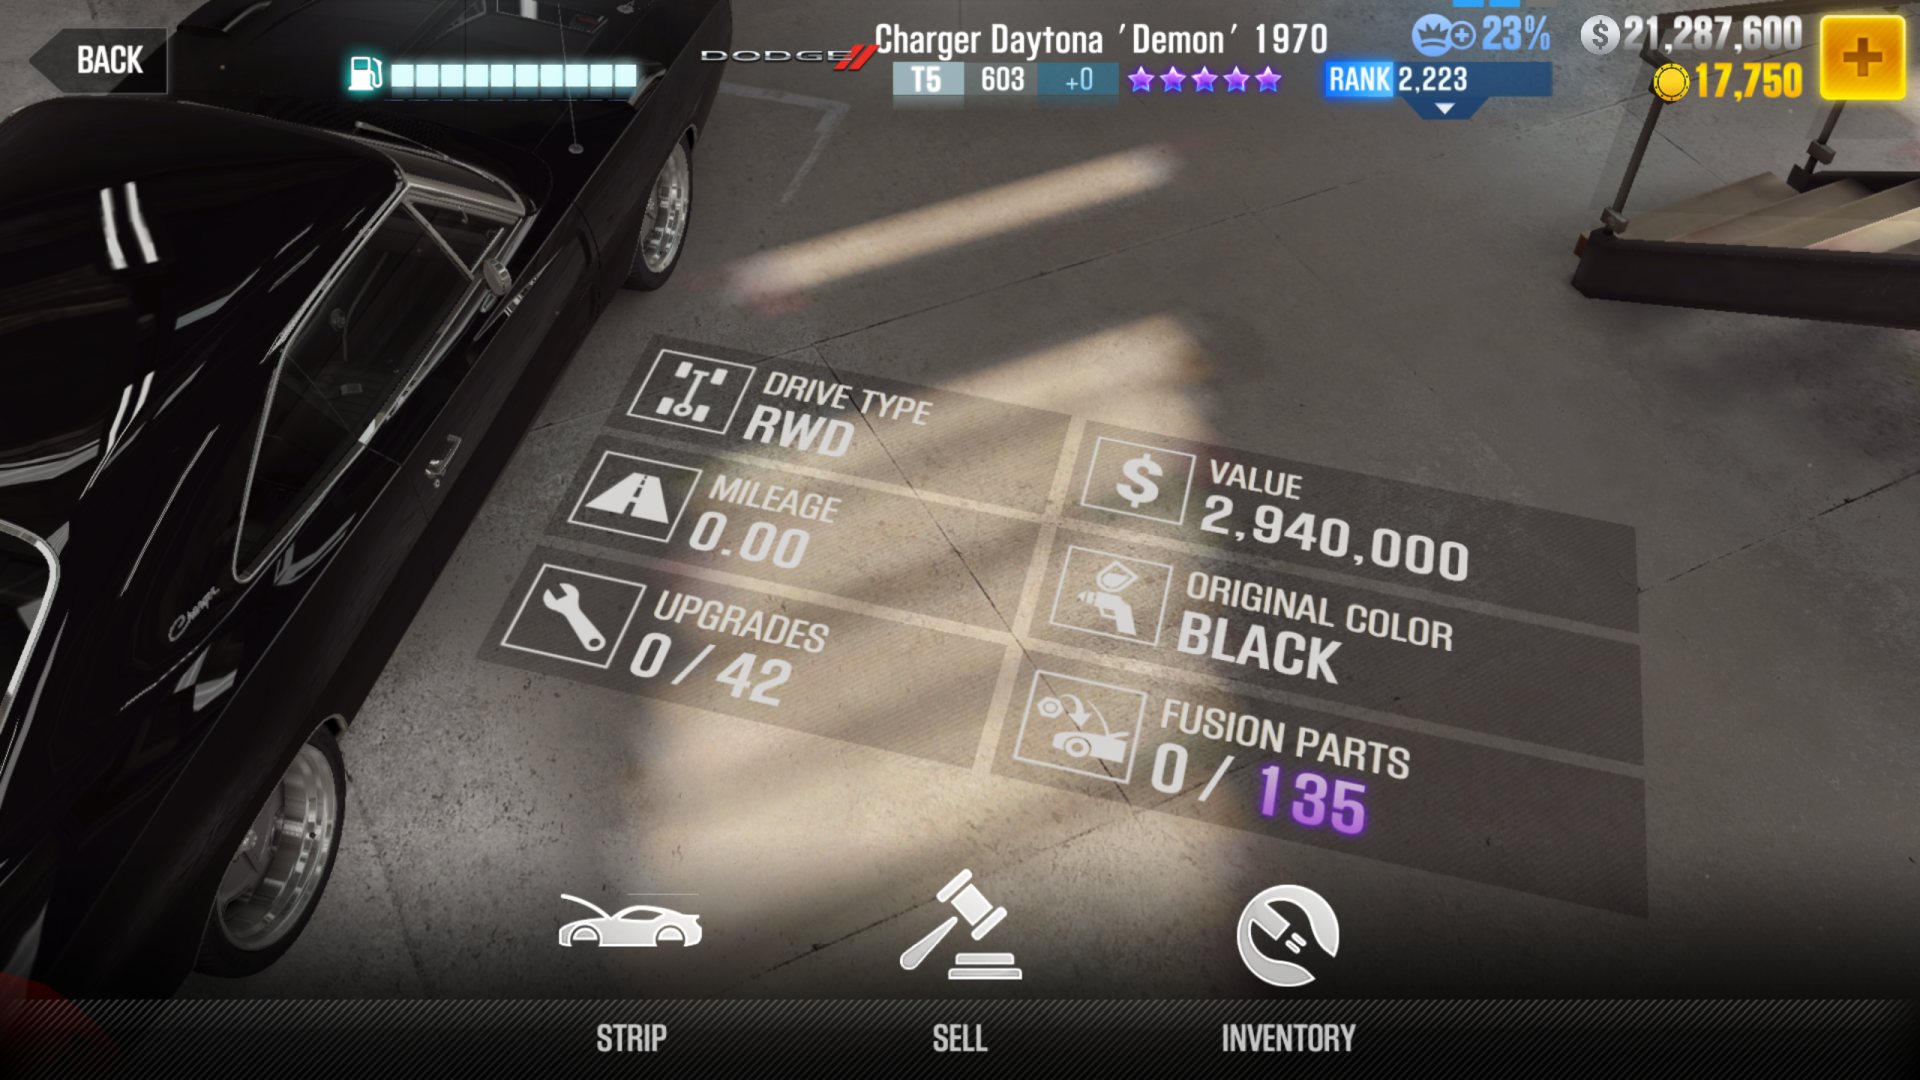 BACK
DODGE
Charger Daytona 'Demon' 1970
T5 603 +0
RANK 2,223
23%
21,287,600
17,750
DRIVE TYPE
RWD
MILEAGE
0.00
UPGRADES
0 / 42
VALUE
2,940,000
ORIGINAL COLOR
BLACK
FUSION PARTS
0 / 135
Charger
STRIP
SELL
INVENTORY